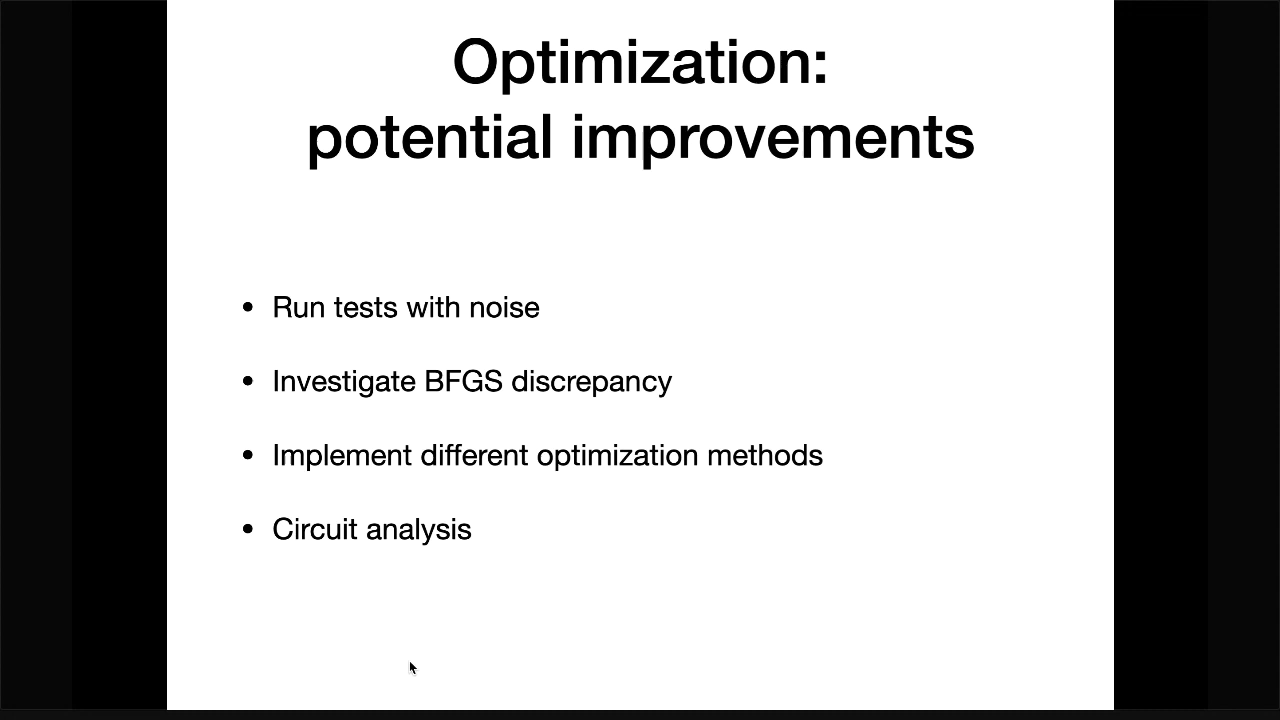 Optimization:
potential improvements
• Run tests with noise
• Investigate BFGS discrepancy
• Implement different optimization methods
• Circuit analysis